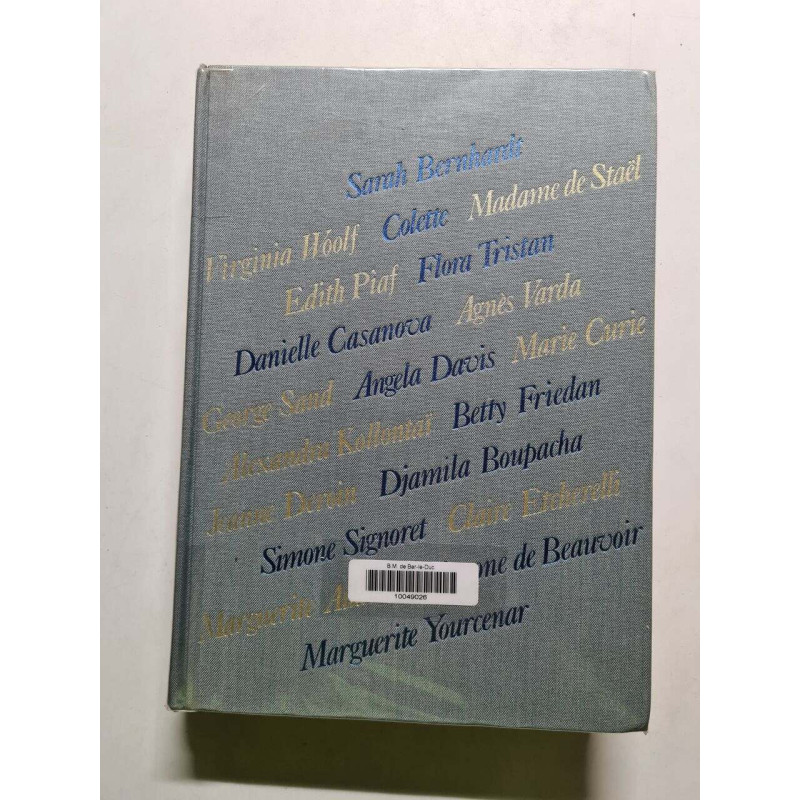 Sarah Bernhardt
Virginia Woolf Colette Madame de Staël
Edith Piaf Flora Tristan
Danielle Casanova Agnès Varda
George Sand Angela Davis Marie Curie
Alexandra Kollontaï Betty Friedan
Jeanne Deroin Djamila Boupacha
Simone Signoret Claire Etcherelli
B.M. de Bar-le-Duc
10049026
Marguerite de Beauvoir
Marguerite Yourcenar